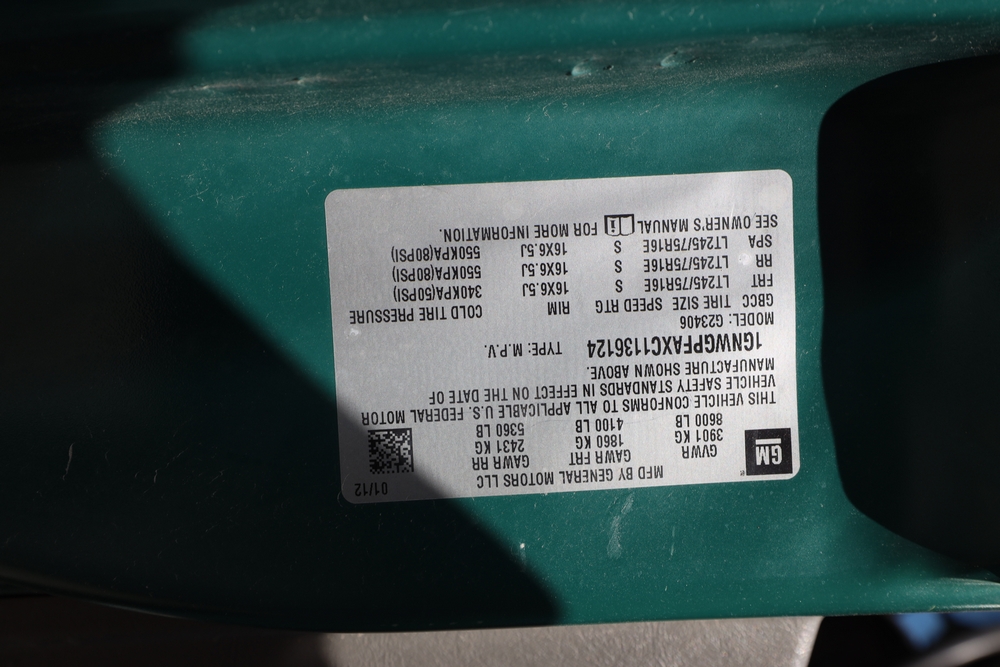 MFD BY GENERAL MOTORS LLC
01/12
GM
GVWR GAWR FRT GAWR RR
3901 KG 1860 KG 2431 KG
8600 LB 4100 LB 5360 LB
THIS VEHICLE CONFORMS TO ALL APPLICABLE U.S. FEDERAL MOTOR
VEHICLE SAFETY STANDARDS IN EFFECT ON THE DATE OF
MANUFACTURE SHOWN ABOVE.
1GNWGPFAXC1136124 TYPE: M.P.V.
MODEL: G23406
GBCC TIRE SIZE SPEED RTG RIM COLD TIRE PRESSURE
FRT LT245/75R16E S 16X6.5J 340KPA(50PSI)
RR LT245/75R16E S 16X6.5J 550KPA(80PSI)
SPA LT245/75R16E S 16X6.5J 550KPA(80PSI)
SEE OWNER'S MANUAL i FOR MORE INFORMATION.